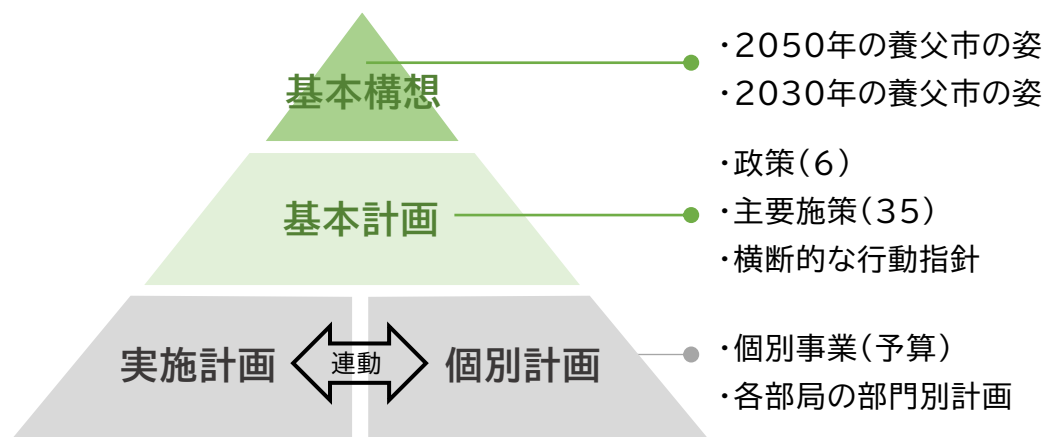 基本構想
・2050年の養父市の姿
・2030年の養父市の姿
基本計画
・政策(6)
・主要施策(35)
・横断的な行動指針
実施計画
連動
個別計画
・個別事業(予算)
・各部局の部門別計画